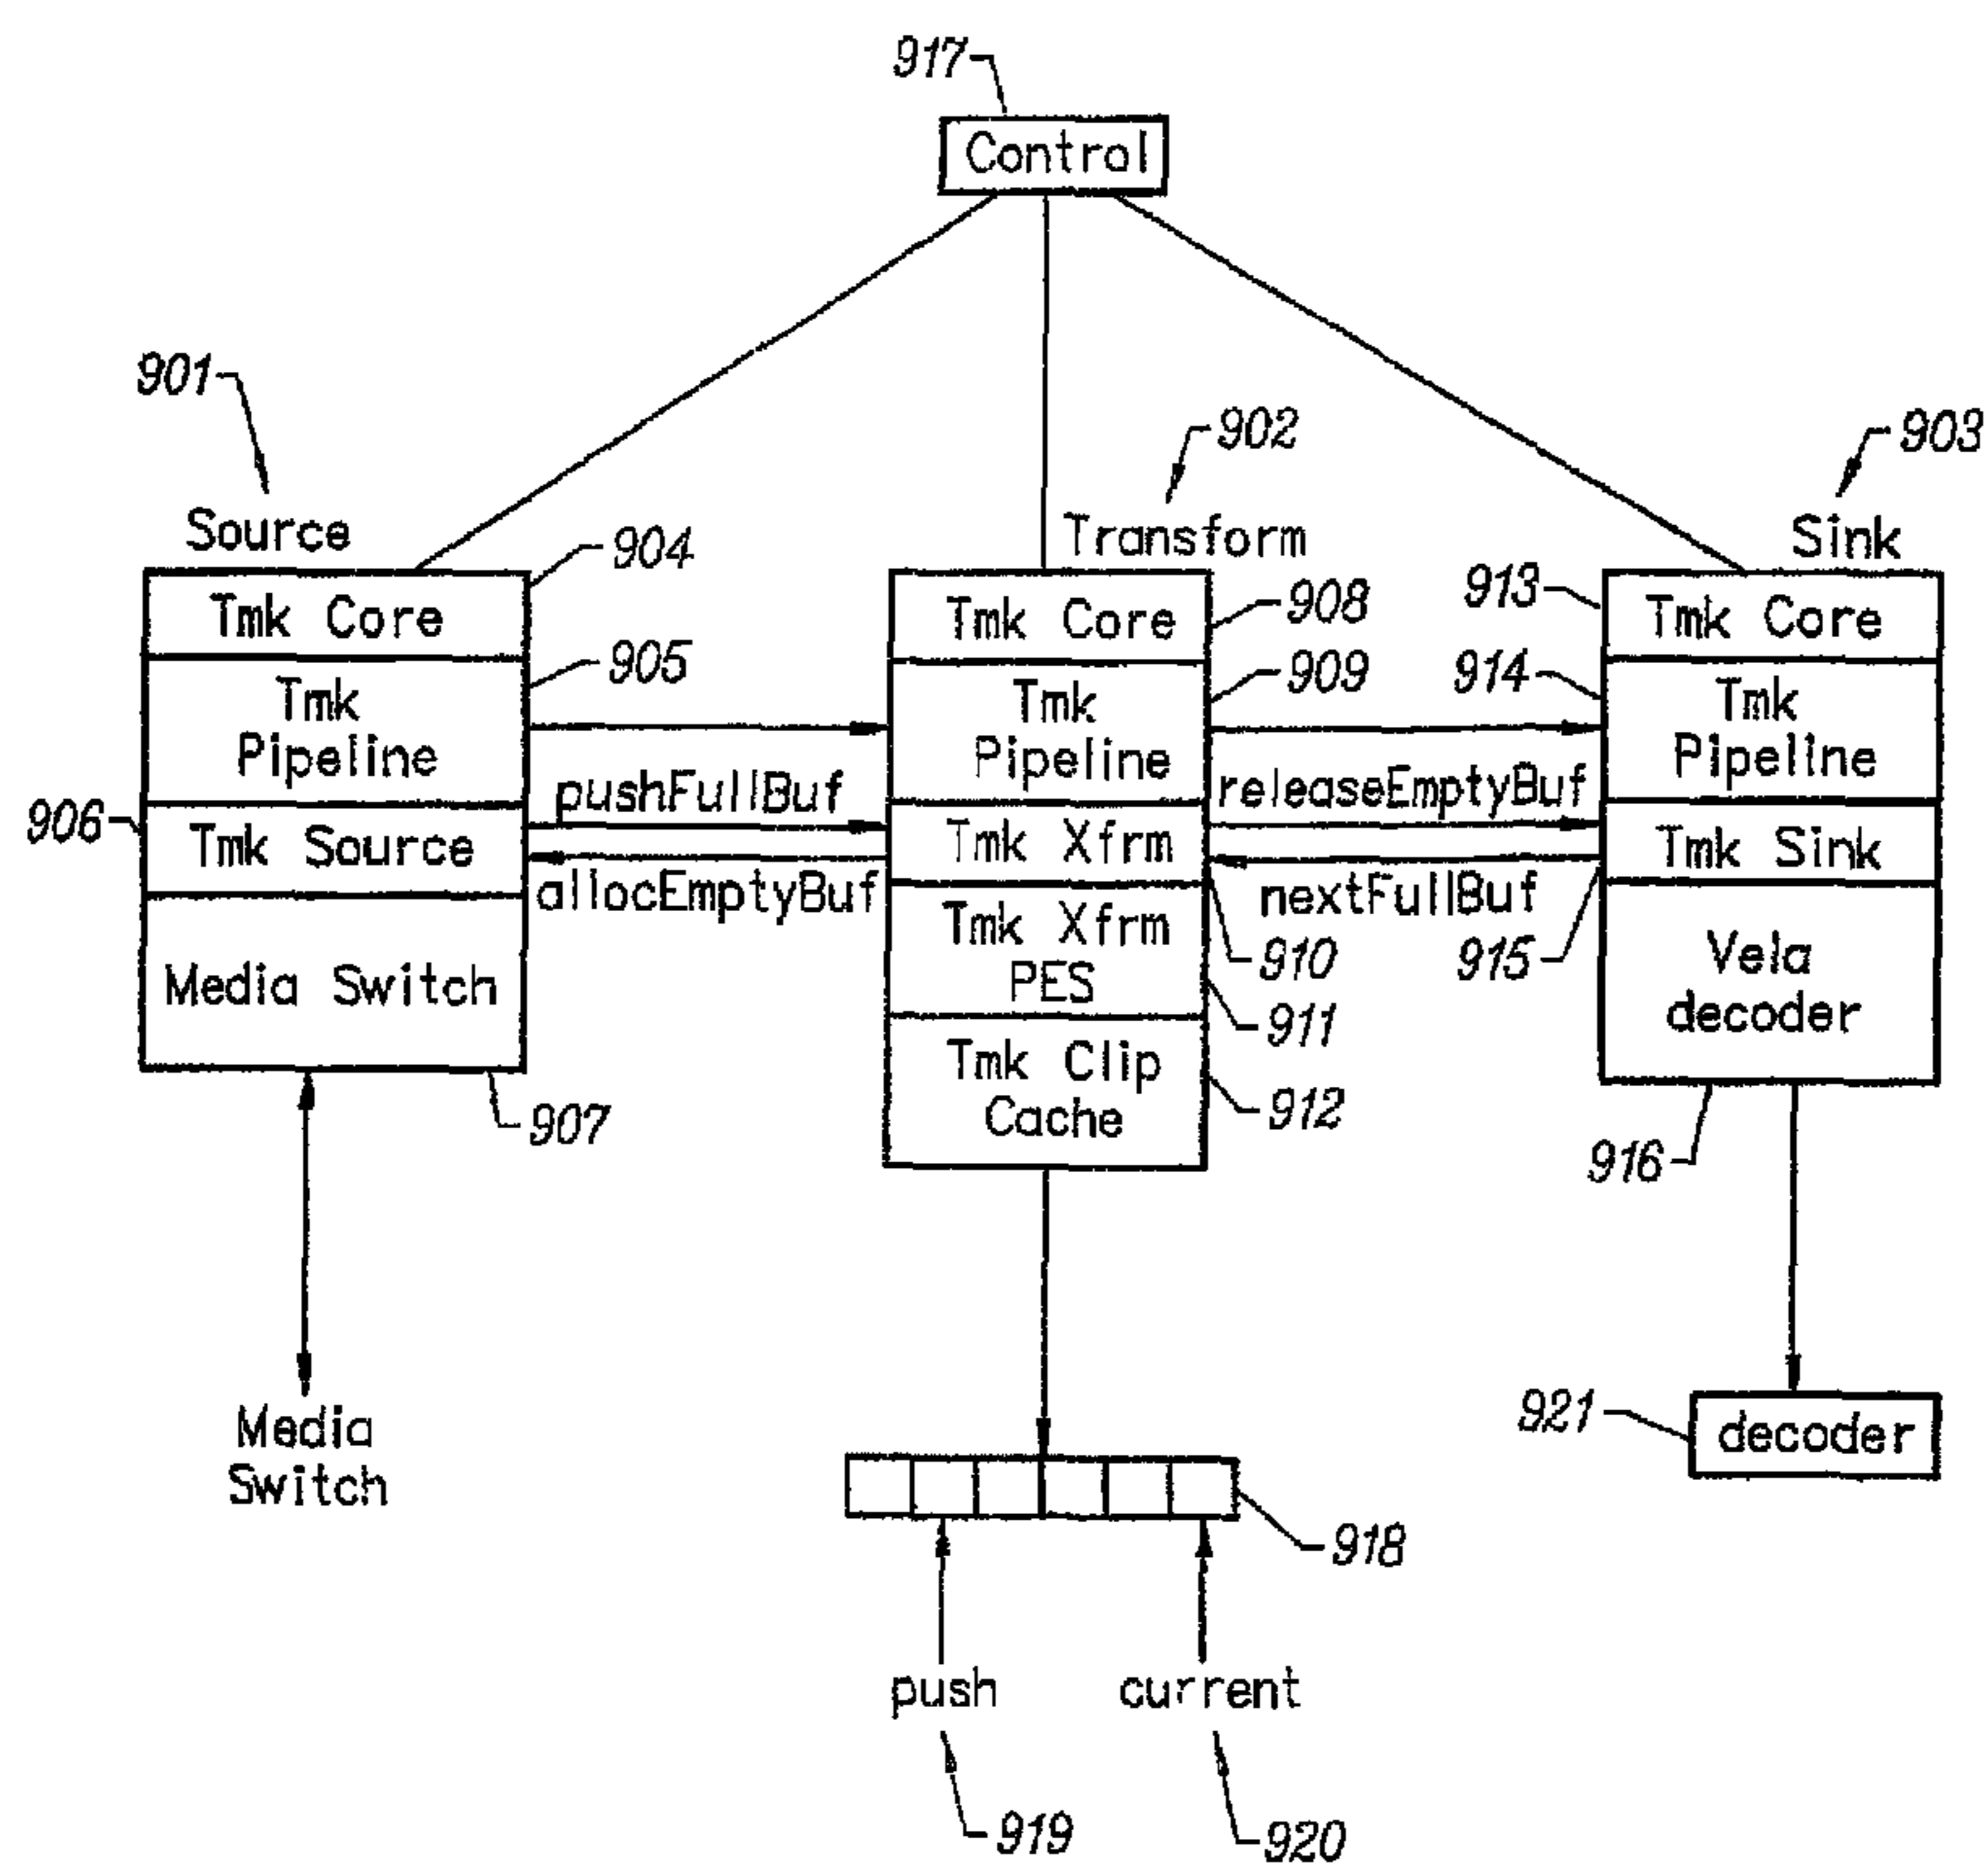 917
Control
901
902
903
Source
Transform
Sink
904
Tmk Core
905
Tmk
Pipeline
906
Tmk Source
Media Switch
907
Media
Switch
pushFullBuf
allocEmptyBuf
Tmk Core
908
Tmk
Pipeline
909
Tmk Xfrm
910
Tmk Xfrm
PES
911
Tmk Clip
Cache
912
releaseEmptyBuf
nextFullBuf
913
Tmk Core
914
Tmk
Pipeline
Tmk Sink
915
Vela
decoder
916
921
decoder
918
push
current
919
920